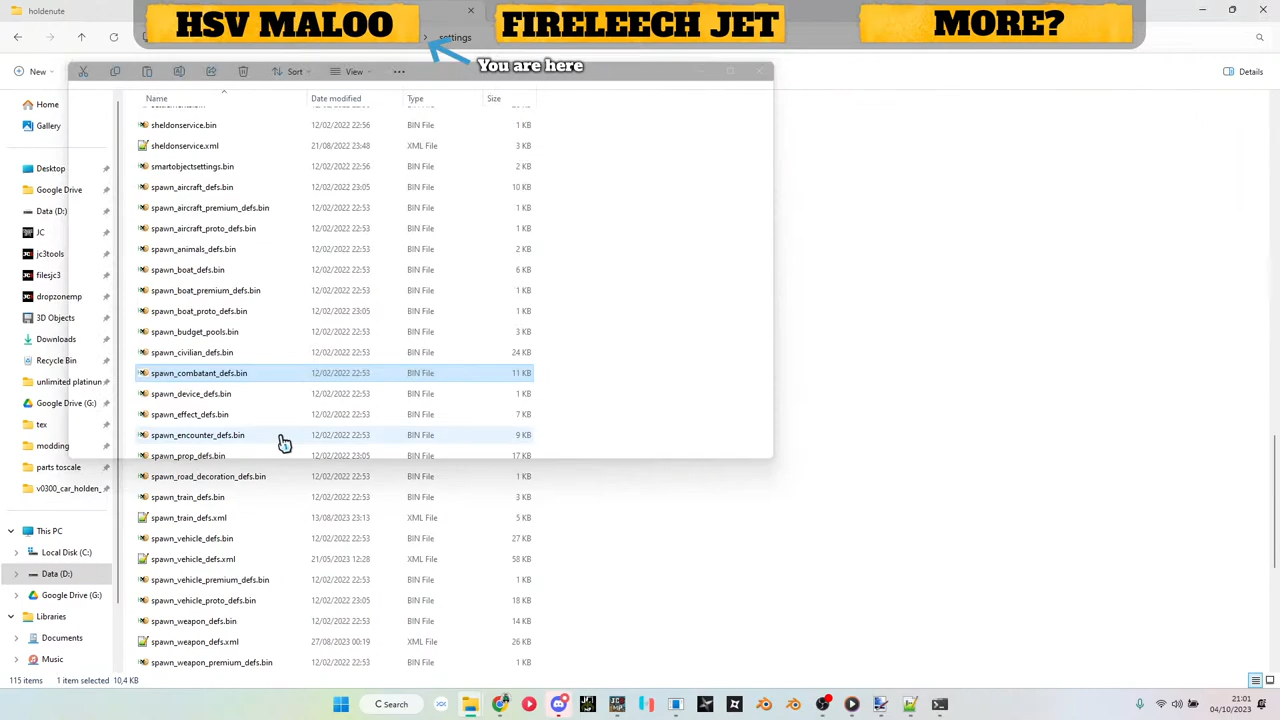 holdenute
HSV MALOO
FIRELEECH JET
MORE?
settings
You are here
New
Sort
View
Details
Name
Date modified
Type
Size
Home
Gallery
Desktop
Google Drive
Data (D:)
JC
jc3tools
filesjc3
dropzonemp
3D Objects
Downloads
Recycle Bin
unlimited platinun
Google Drive (G:)
tex
modding
parts toscale
v0300_car_holden_
This PC
Local Disk (C:)
Data (D:)
Google Drive (G:)
Libraries
Documents
Music
sheldonservice.bin 12/02/2022 22:56 BIN File 1 KB
sheldonservice.xml 21/08/2022 23:48 XML File 3 KB
smartobjectsettings.bin 12/02/2022 22:56 BIN File 2 KB
spawn_aircraft_defs.bin 12/02/2022 23:05 BIN File 10 KB
spawn_aircraft_premium_defs.bin 12/02/2022 22:53 BIN File 1 KB
spawn_aircraft_proto_defs.bin 12/02/2022 22:53 BIN File 1 KB
spawn_animals_defs.bin 12/02/2022 22:53 BIN File 2 KB
spawn_boat_defs.bin 12/02/2022 22:53 BIN File 6 KB
spawn_boat_premium_defs.bin 12/02/2022 22:53 BIN File 1 KB
spawn_boat_proto_defs.bin 12/02/2022 23:05 BIN File 1 KB
spawn_budget_pools.bin 12/02/2022 22:53 BIN File 3 KB
spawn_civilian_defs.bin 12/02/2022 22:53 BIN File 24 KB
spawn_combatant_defs.bin 12/02/2022 22:53 BIN File 11 KB
spawn_device_defs.bin 12/02/2022 22:53 BIN File 1 KB
spawn_effect_defs.bin 12/02/2022 22:53 BIN File 7 KB
spawn_encounter_defs.bin 12/02/2022 22:53 BIN File 9 KB
spawn_prop_defs.bin 12/02/2022 23:05 BIN File 17 KB
spawn_road_decoration_defs.bin 12/02/2022 22:53 BIN File 1 KB
spawn_train_defs.bin 12/02/2022 22:53 BIN File 3 KB
spawn_train_defs.xml 13/08/2023 23:13 XML File 5 KB
spawn_vehicle_defs.bin 12/02/2022 22:53 BIN File 27 KB
spawn_vehicle_defs.xml 21/05/2023 12:28 XML File 58 KB
spawn_vehicle_premium_defs.bin 12/02/2022 22:53 BIN File 1 KB
spawn_vehicle_proto_defs.bin 12/02/2022 23:05 BIN File 18 KB
spawn_weapon_defs.bin 12/02/2022 22:53 BIN File 14 KB
spawn_weapon_defs.xml 27/08/2023 00:19 XML File 26 KB
spawn_weapon_premium_defs.bin 12/02/2022 22:53 BIN File 1 KB
115 items 1 item selected 10,4 KB
Search
21:01
04/10/2023